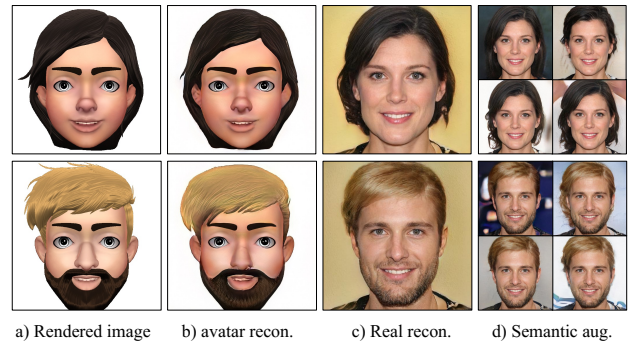 a) Rendered image b) avatar recon. c) Real recon. d) Semantic aug.